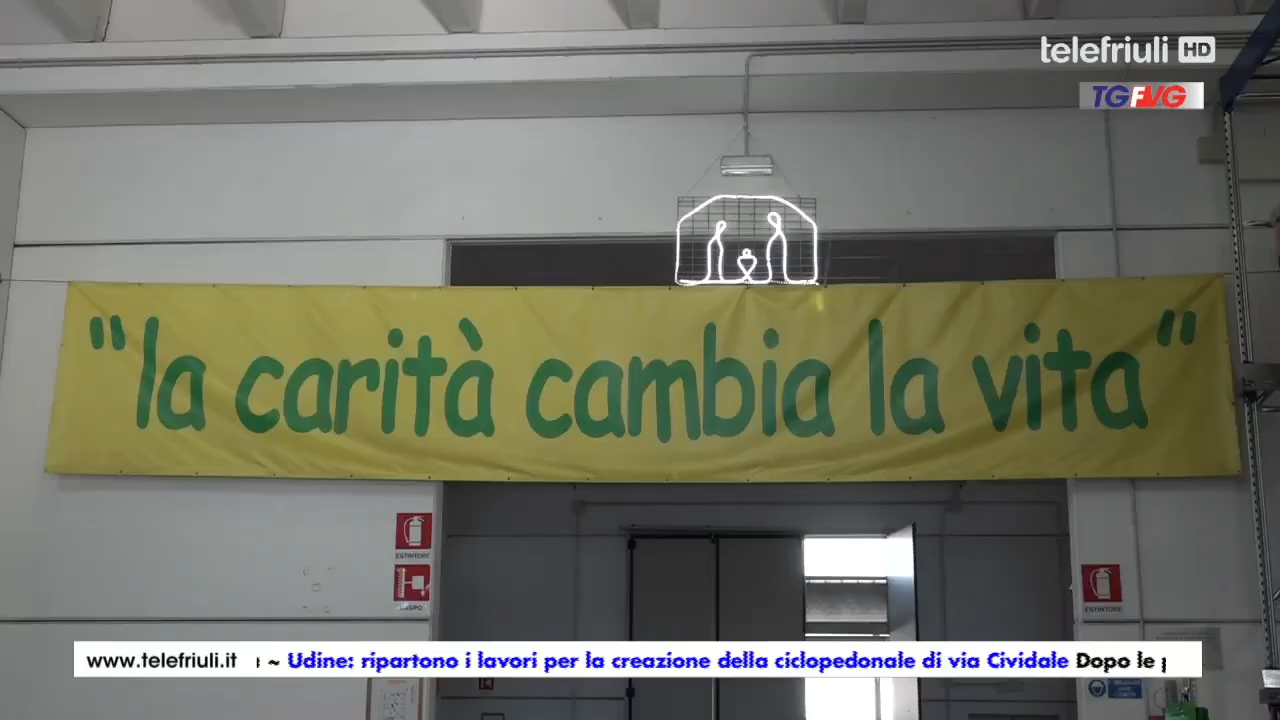 telefriuli HD
TGFVG
"la carità cambia la vita"
ESTINTORE
ESTINTORE
www.telefriuli.it ~ Udine: ripartono i lavori per la creazione della ciclopedonale di via Cividale Dopo le